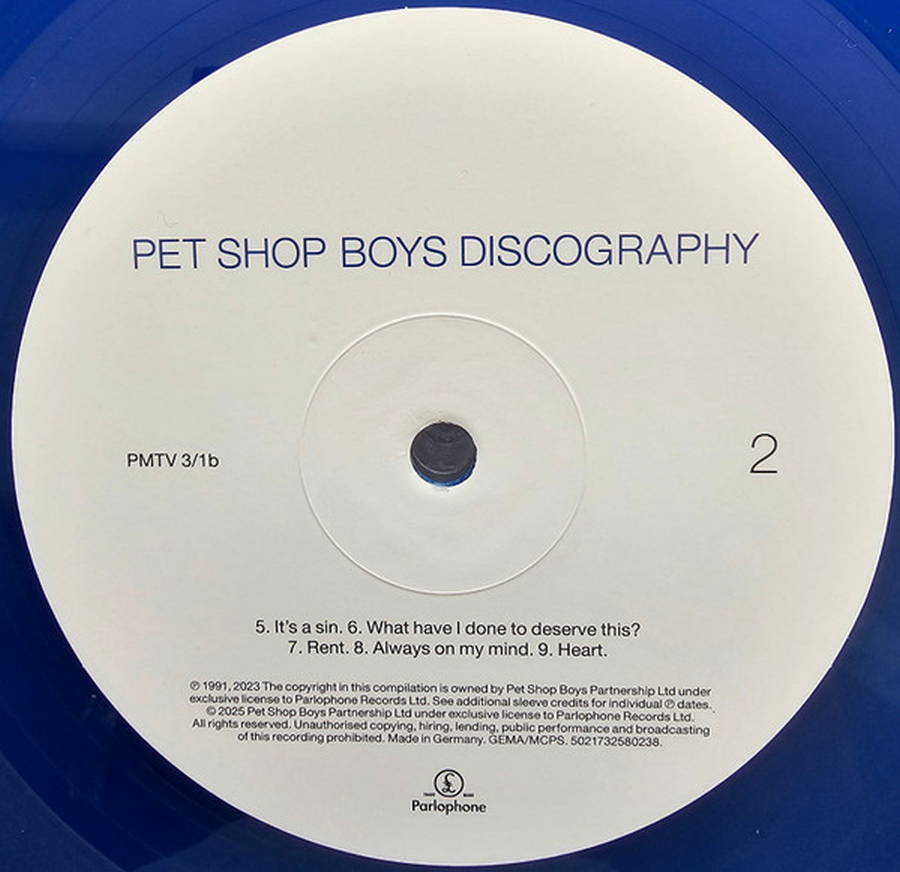 PET SHOP BOYS DISCOGRAPHY
PMTV 3/1b
2
5. It's a sin. 6. What have I done to deserve this?
7. Rent. 8. Always on my mind. 9. Heart.
℗ 1991, 2023 The copyright in this compilation is owned by Pet Shop Boys Partnership Ltd under
exclusive license to Parlophone Records Ltd. See additional sleeve credits for individual ℗ dates.
© 2025 Pet Shop Boys Partnership Ltd under exclusive license to Parlophone Records Ltd.
All rights reserved. Unauthorised copying, hiring, lending, public performance and broadcasting
of this recording prohibited. Made in Germany. GEMA/MCPS. 5021732580238.
£
TRADE MARK
Parlophone